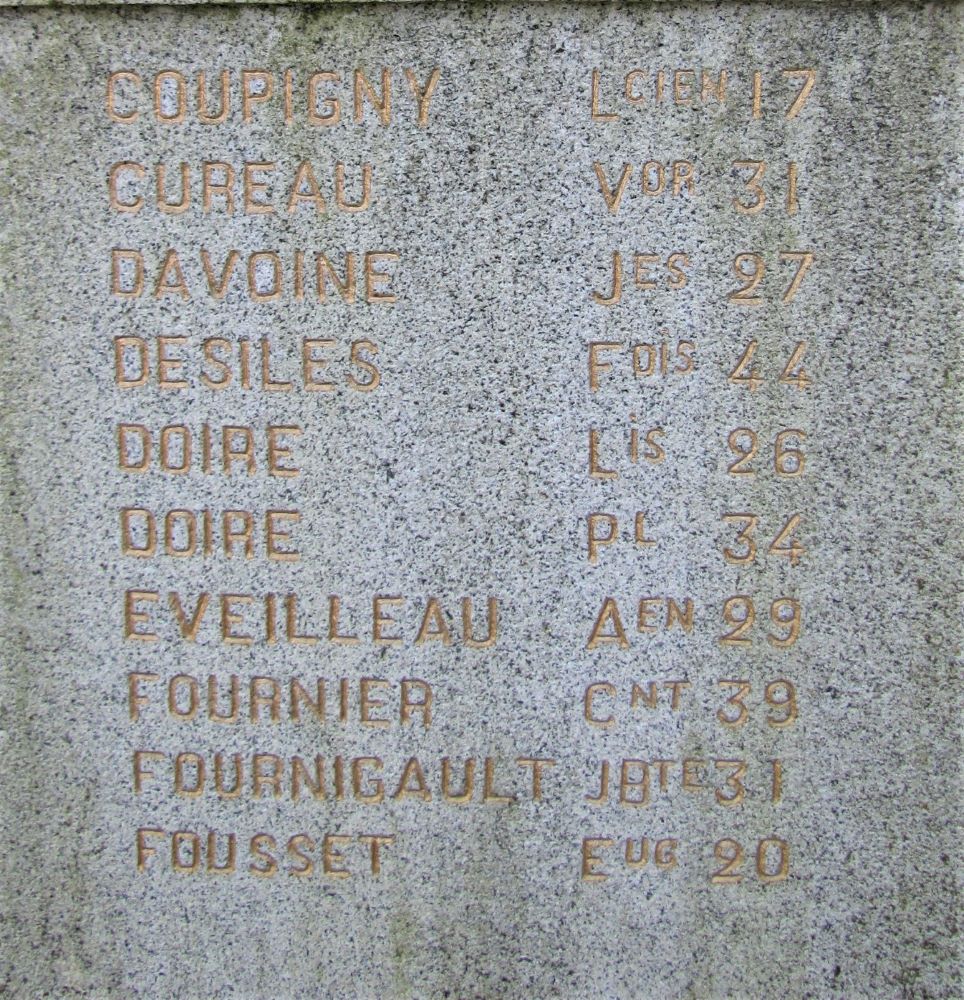 COUPIGNY LCIEN 17
CUREAU VOR 31
DAVOINE JES 27
DESILES FOIS 44
DOIRE LIS 26
DOIRE PL 34
EVEILLEAU AEN 29
FOURNIER CNT 39
FOURNIGAULT JBTE 31
FOUSSET EUG 20